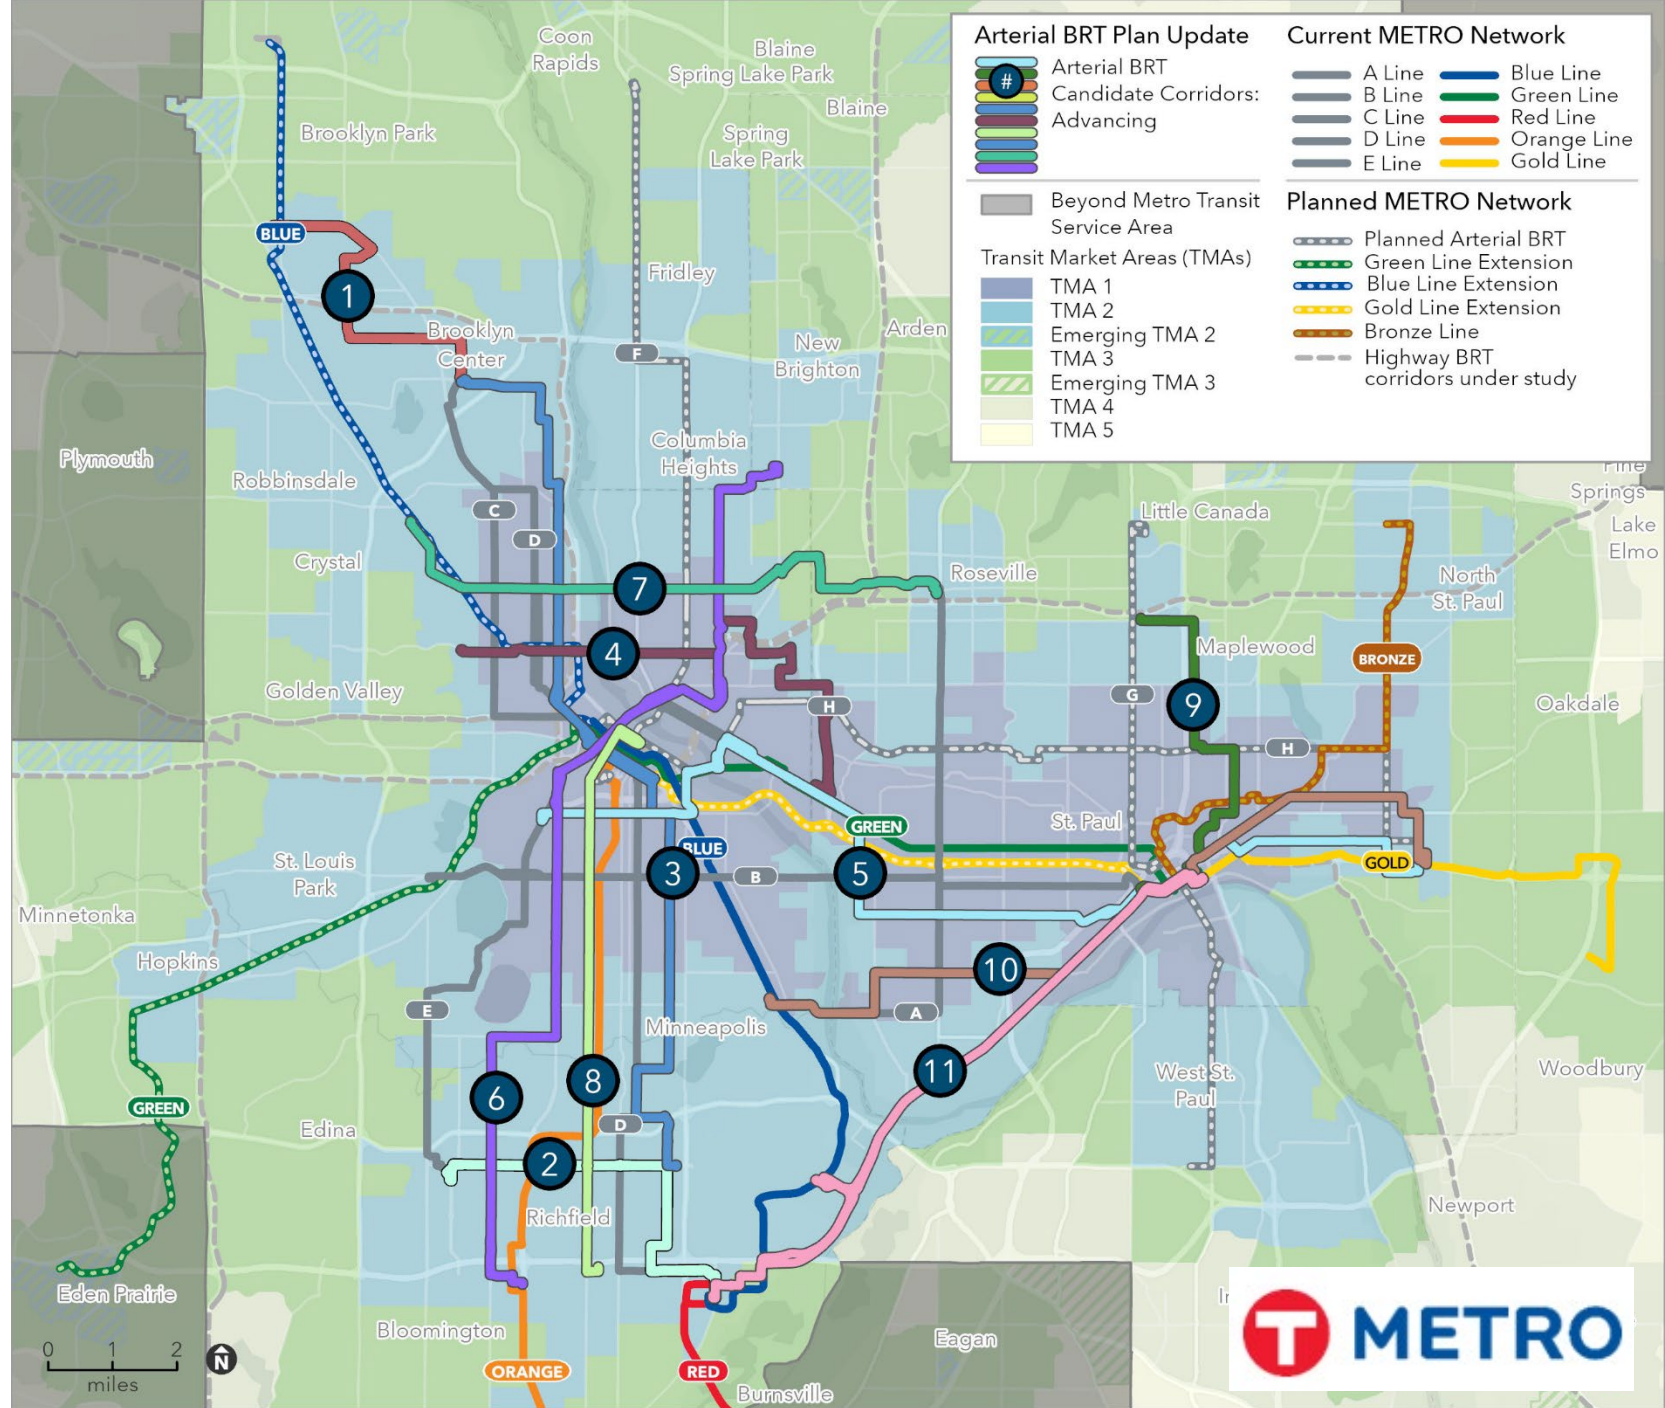 Arterial BRT Plan Update
#
Arterial BRT
Candidate Corridors:
Advancing
Beyond Metro Transit
Service Area
Transit Market Areas (TMAs)
TMA 1
TMA 2
Emerging TMA 2
TMA 3
Emerging TMA 3
TMA 4
TMA 5
Current METRO Network
A Line
B Line
C Line
D Line
E Line
Blue Line
Green Line
Red Line
Orange Line
Gold Line
Planned METRO Network
Planned Arterial BRT
Green Line Extension
Blue Line Extension
Gold Line Extension
Bronze Line
Highway BRT
corridors under study
Coon
Rapids
Blaine
Spring Lake Park
Blaine
Brooklyn Park
Spring
Lake Park
BLUE
Fridley
1
Brooklyn
Center
F
New
Brighton
Arden
Plymouth
Columbia
Heights
Robbinsdale
Springs
Lake
Elmo
C
D
Little Canada
Crystal
7
Roseville
North
St. Paul
4
Maplewood
BRONZE
Golden Valley
G
9
H
Oakdale
H
St. Louis
Park
BLUE
GREEN
St. Paul
GOLD
3
B
5
Minnetonka
Hopkins
10
E
Minneapolis
A
6
8
11
West St.
Paul
Woodbury
GREEN
Edina
D
2
Richfield
Newport
Eden Prairie
Bloomington
Eagan
ORANGE
RED
Burnsville
0 1 2
miles
N
T METRO